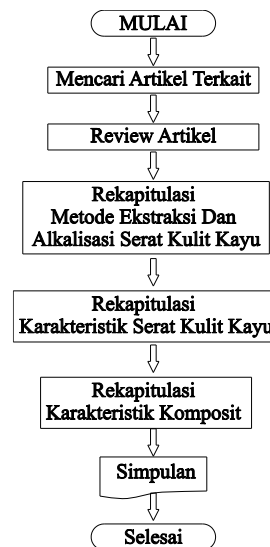 MULAI
Mencari Artikel Terkait
Review Artikel
Rekapitulasi
Metode Ekstraksi Dan
Alkalisasi Serat Kulit Kayu
Rekapitulasi
Karakteristik Serat Kulit Kayu
Rekapitulasi
Karakteristik Komposit
Simpulan
Selesai